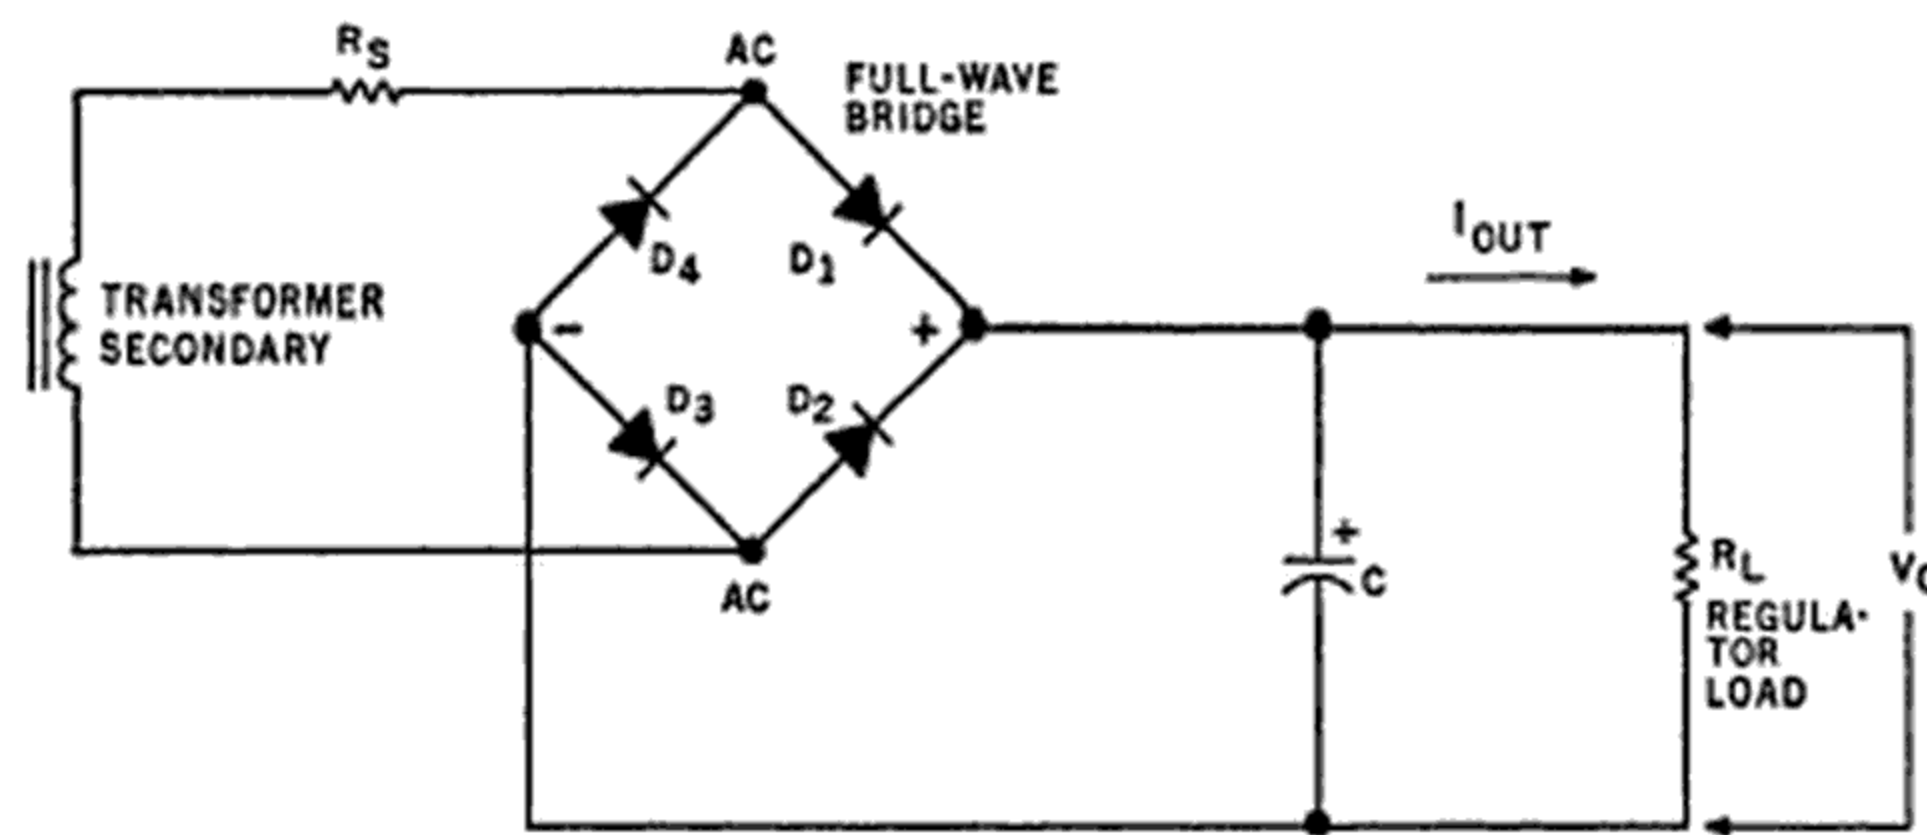 RS
AC
FULL-WAVE
BRIDGE
D4
D1
IOUT
TRANSFORMER
SECONDARY
-
+
D3
D2
+
C
AC
RL
REGULA-
TOR
LOAD